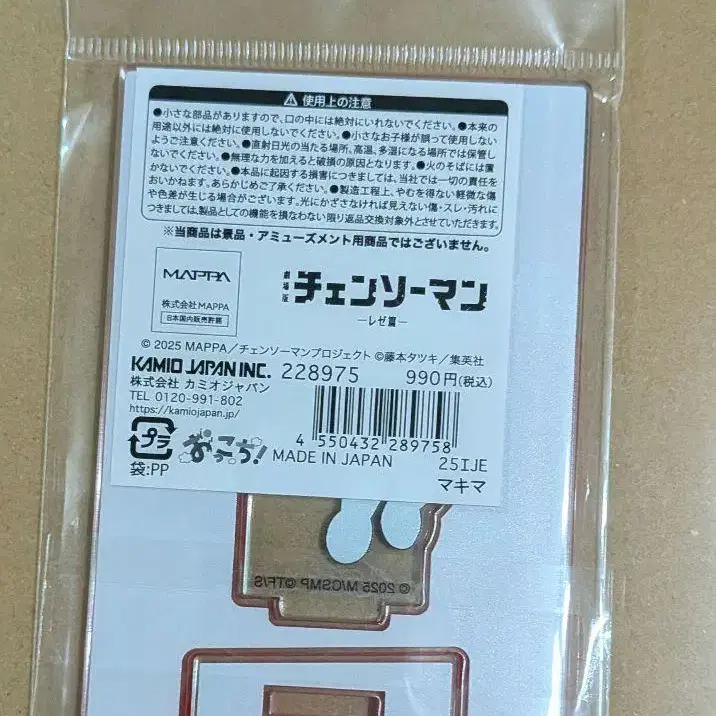 ⚠ 使用上の注意
●小さな部品がありますので、口の中には絶対にいれないでください。●本来の
用途以外には絶対に使用しないでください。●小さなお子様が誤って使用しない
ようご注意ください。●直射日光の当たる場所、高温、多湿になる場所では保管し
ないでください。●無理な力を加えると破損の原因となります。●火のそばには置
かないでください。●本品に起因する損害につきましては、当社では一切の責任を
おいかねます。あらかじめご了承ください。●製造工程上、やむを得ない軽微な傷
や色差が生じる場合がございます。光にかざさなければ見えない傷・スレ・汚れに
つきましては、製品としての機能を損なわない限り返品交換対象外とさせていただきます。
※当商品は景品・アミューズメント用商品ではございません。
MAPPA
株式会社MAPPA
日本国内販売許諾
劇場版 チェンソーマン
―レゼ篇―
© 2025 MAPPA／チェンソーマンプロジェクト ©藤本タツキ／集英社
KAMIO JAPAN INC. 228975 990円(税込)
株式会社 カミオジャパン
TEL 0120-991-802
https://kamiojapan.jp/
4 550432 289758
プラ
袋:PP
なっこち!
MADE IN JAPAN 25IJE
マキマ
© 2025 M/CSMP ©TF/S